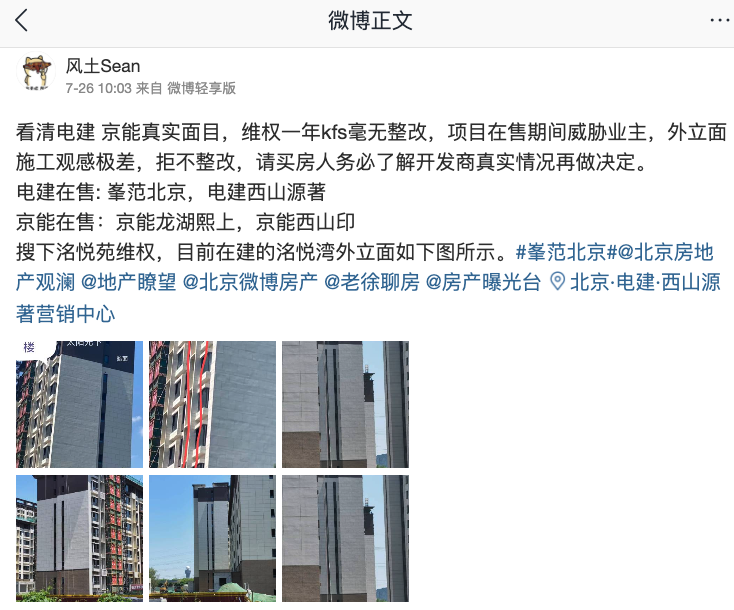 微博正文
风土Sean
7-26 10:03 来自 微博轻享版
看清电建 京能真实面目，维权一年kfs毫无整改，项目在售期间威胁业主，外立面
施工观感极差，拒不整改，请买房人务必了解开发商真实情况再做决定。
电建在售: 峯范北京，电建西山源著
京能在售：京能龙湖熙上，京能西山印
搜下洺悦苑维权，目前在建的洺悦湾外立面如下图所示。#峯范北京#@北京房地
产观澜 @地产瞭望 @北京微博房产 @老徐聊房 @房产曝光台 北京·电建·西山源
著营销中心
楼